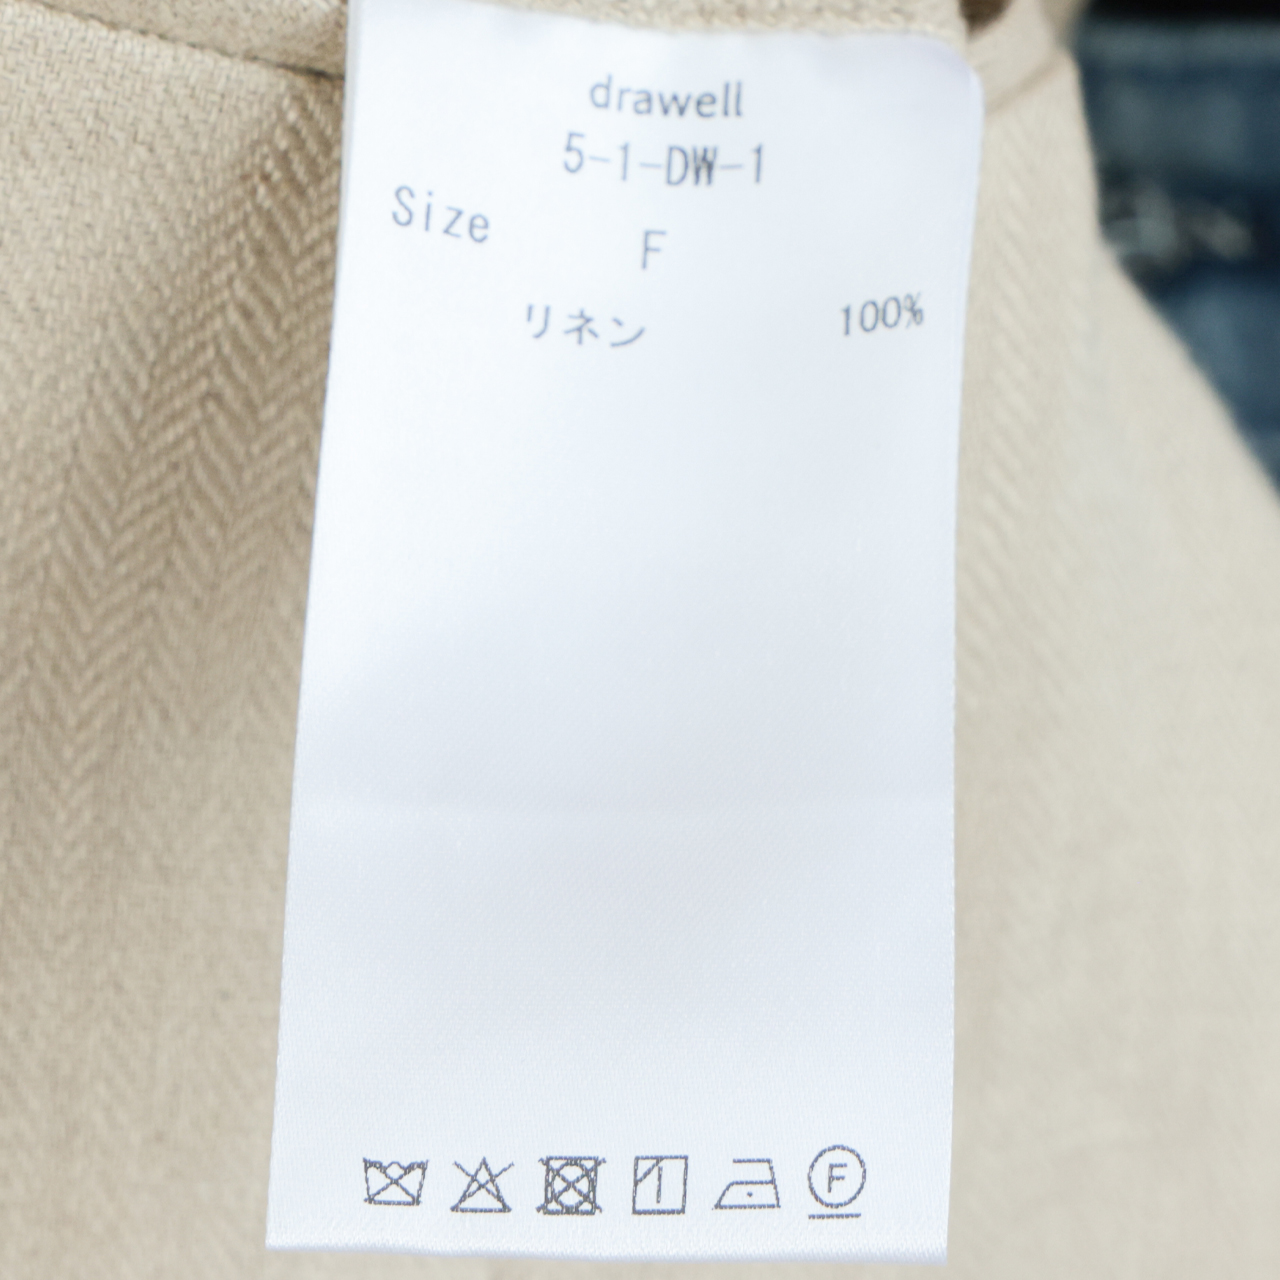 drawell
5-1-DW-1
Size F
リネン 100%
F